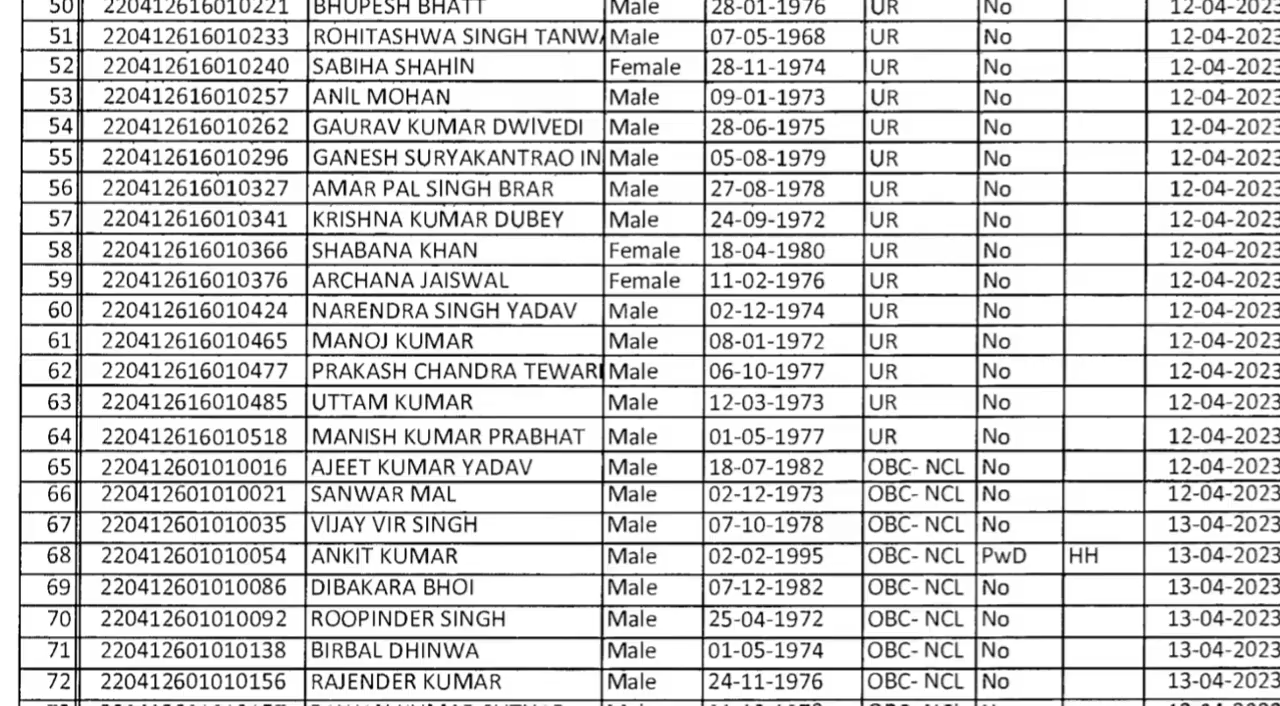 50 220412616010221 BHUPESH BHATT Male 28-01-1976 UR No 12-04-2023
51 220412616010233 ROHITASHWA SINGH TANWA Male 07-05-1968 UR No 12-04-2023
52 220412616010240 SABIHA SHAHIN Female 28-11-1974 UR No 12-04-2023
53 220412616010257 ANIL MOHAN Male 09-01-1973 UR No 12-04-2023
54 220412616010262 GAURAV KUMAR DWIVEDI Male 28-06-1975 UR No 12-04-2023
55 220412616010296 GANESH SURYAKANTRAO IN Male 05-08-1979 UR No 12-04-2023
56 220412616010327 AMAR PAL SINGH BRAR Male 27-08-1978 UR No 12-04-2023
57 220412616010341 KRISHNA KUMAR DUBEY Male 24-09-1972 UR No 12-04-2023
58 220412616010366 SHABANA KHAN Female 18-04-1980 UR No 12-04-2023
59 220412616010376 ARCHANA JAISWAL Female 11-02-1976 UR No 12-04-2023
60 220412616010424 NARENDRA SINGH YADAV Male 02-12-1974 UR No 12-04-2023
61 220412616010465 MANOJ KUMAR Male 08-01-1972 UR No 12-04-2023
62 220412616010477 PRAKASH CHANDRA TEWARI Male 06-10-1977 UR No 12-04-2023
63 220412616010485 UTTAM KUMAR Male 12-03-1973 UR No 12-04-2023
64 220412616010518 MANISH KUMAR PRABHAT Male 01-05-1977 UR No 12-04-2023
65 220412601010016 AJEET KUMAR YADAV Male 18-07-1982 OBC- NCL No 12-04-2023
66 220412601010021 SANWAR MAL Male 02-12-1973 OBC- NCL No 12-04-2023
67 220412601010035 VIJAY VIR SINGH Male 07-10-1978 OBC- NCL No 13-04-2023
68 220412601010054 ANKIT KUMAR Male 02-02-1995 OBC- NCL PwD HH 13-04-2023
69 220412601010086 DIBAKARA BHOI Male 07-12-1982 OBC- NCL No 13-04-2023
70 220412601010092 ROOPINDER SINGH Male 25-04-1972 OBC- NCL No 13-04-2023
71 220412601010138 BIRBAL DHINWA Male 01-05-1974 OBC- NCL No 13-04-2023
72 220412601010156 RAJENDER KUMAR Male 24-11-1976 OBC- NCL No 13-04-2023